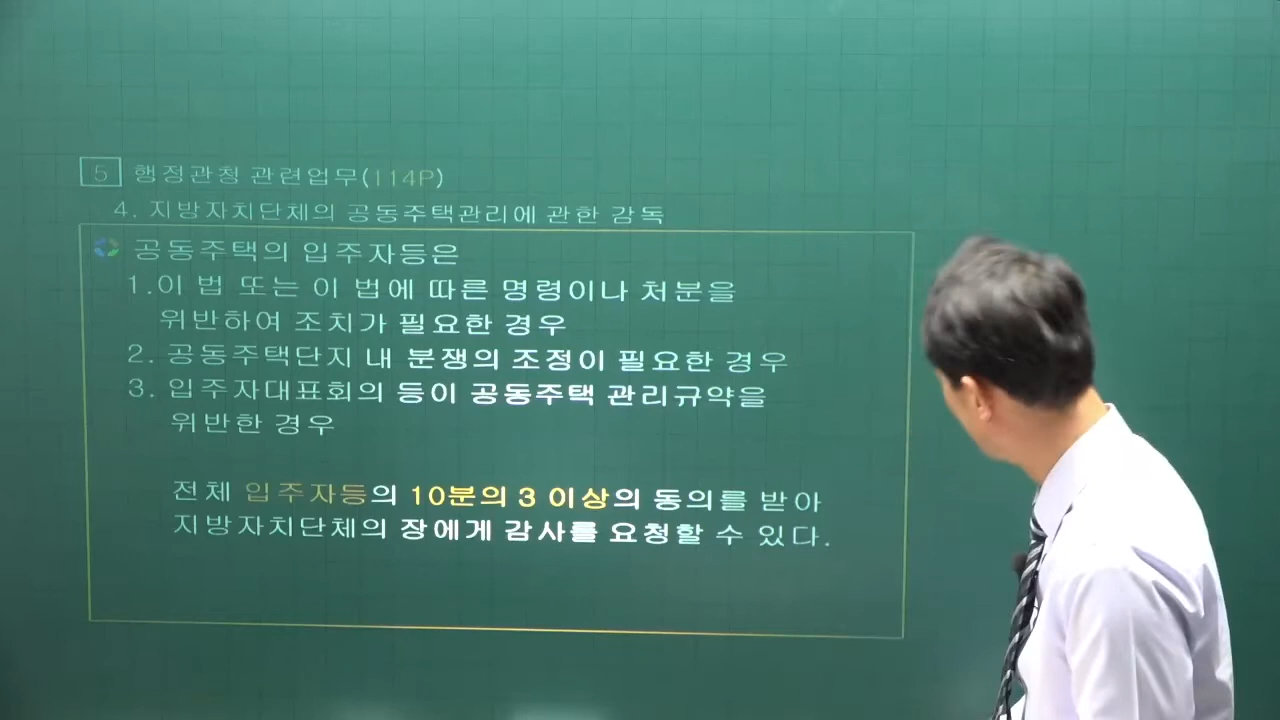 5 행정관청 관련업무(114P)
4. 지방자치단체의 공동주택관리에 관한 감독
공동주택의 입주자등은
1.이 법 또는 이 법에 따른 명령이나 처분을
위반하여 조치가 필요한 경우
2. 공동주택단지 내 분쟁의 조정이 필요한 경우
3. 입주자대표회의 등이 공동주택 관리규약을
위반한 경우
전체 입주자등의 10분의 3 이상의 동의를 받아
지방자치단체의 장에게 감사를 요청할 수 있다.